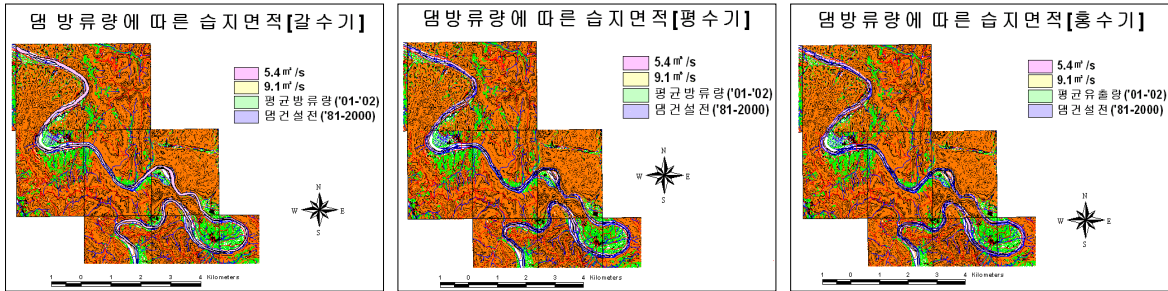 댐 방류량에 따른 습지면적[갈수기]
5.4㎥/s
9.1㎥/s
평균방류량('01-'02)
댐건설전('81-2000)
N
W E
S
1 0 1 2 3 4 Kilometers
댐 방류량에 따른 습지면적[평수기]
5.4㎥/s
9.1㎥/s
평균방류량('01-'02)
댐건설전('81-2000)
N
W E
S
1 0 1 2 3 4 Kilometers
댐 방류량에 따른 습지면적[홍수기]
5.4㎥/s
9.1㎥/s
평균유출량('01-'02)
댐건설전('81-2000)
N
W E
S
1 0 1 2 3 4 Kilometers